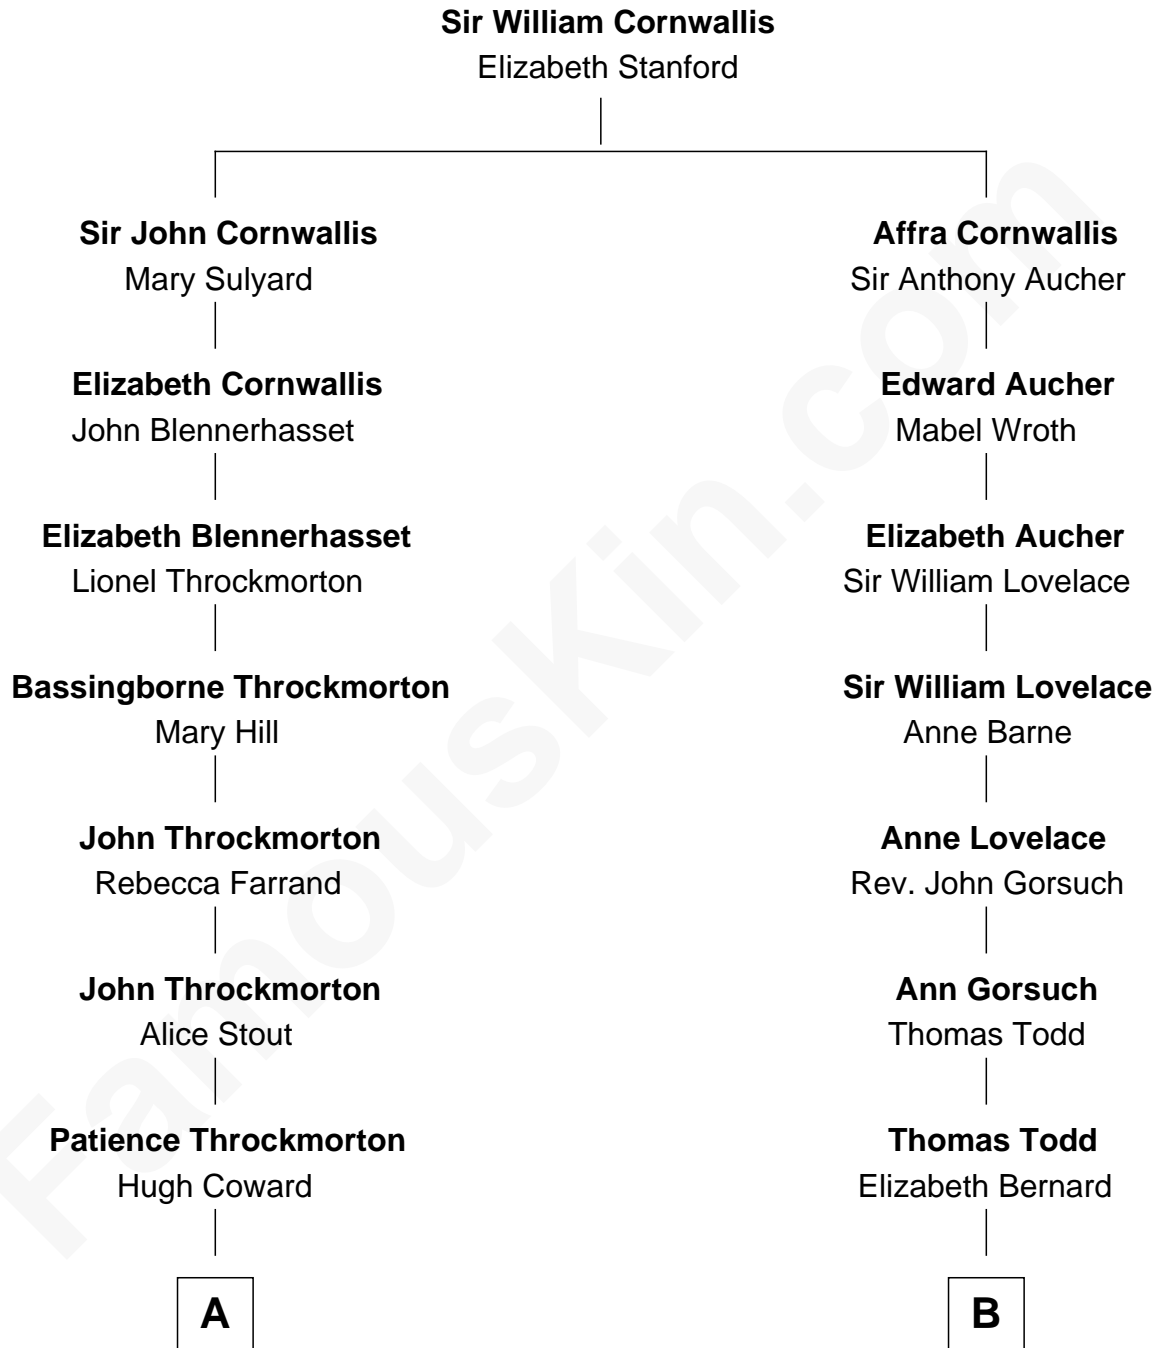 Sir William Cornwallis
Elizabeth Stanford
Sir John Cornwallis
Mary Sulyard
Affra Cornwallis
Sir Anthony Aucher
Elizabeth Cornwallis
John Blennerhasset
Edward Aucher
Mabel Wroth
Elizabeth Blennerhasset
Lionel Throckmorton
Elizabeth Aucher
Sir William Lovelace
Bassingborne Throckmorton
Mary Hill
Sir William Lovelace
Anne Barne
John Throckmorton
Rebecca Farrand
Anne Lovelace
Rev. John Gorsuch
John Throckmorton
Alice Stout
Ann Gorsuch
Thomas Todd
Patience Throckmorton
Hugh Coward
Thomas Todd
Elizabeth Bernard
A
B
FamousKin.com